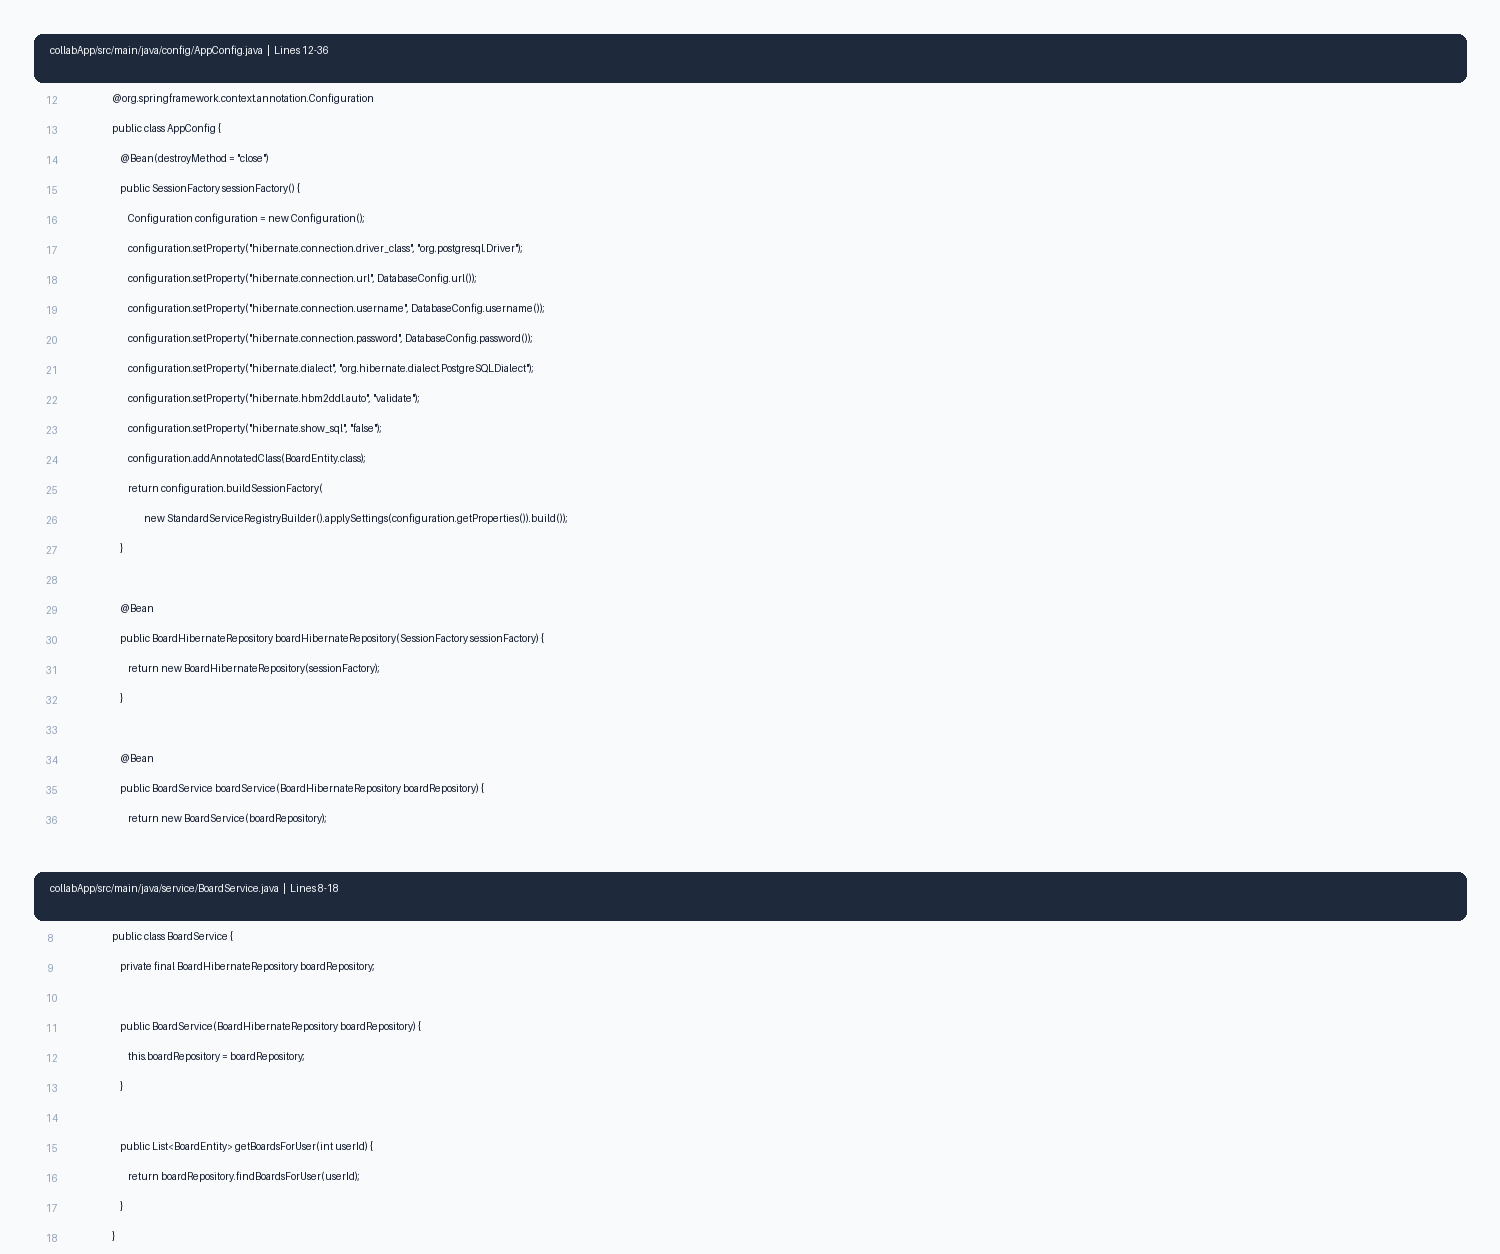 collabApp/src/main/java/config/AppConfig.java | Lines 12-36
12 @org.springframework.context.annotation.Configuration
13 public class AppConfig {
14 @Bean(destroyMethod = "close")
15 public SessionFactory sessionFactory() {
16 Configuration configuration = new Configuration();
17 configuration.setProperty("hibernate.connection.driver_class", "org.postgresql.Driver");
18 configuration.setProperty("hibernate.connection.url", DatabaseConfig.url());
19 configuration.setProperty("hibernate.connection.username", DatabaseConfig.username());
20 configuration.setProperty("hibernate.connection.password", DatabaseConfig.password());
21 configuration.setProperty("hibernate.dialect", "org.hibernate.dialect.PostgreSQLDialect");
22 configuration.setProperty("hibernate.hbm2ddl.auto", "validate");
23 configuration.setProperty("hibernate.show_sql", "false");
24 configuration.addAnnotatedClass(BoardEntity.class);
25 return configuration.buildSessionFactory(
26 new StandardServiceRegistryBuilder().applySettings(configuration.getProperties()).build());
27 }
28
29 @Bean
30 public BoardHibernateRepository boardHibernateRepository(SessionFactory sessionFactory) {
31 return new BoardHibernateRepository(sessionFactory);
32 }
33
34 @Bean
35 public BoardService boardService(BoardHibernateRepository boardRepository) {
36 return new BoardService(boardRepository);
collabApp/src/main/java/service/BoardService.java | Lines 8-18
8 public class BoardService {
9 private final BoardHibernateRepository boardRepository;
10
11 public BoardService(BoardHibernateRepository boardRepository) {
12 this.boardRepository = boardRepository;
13 }
14
15 public List<BoardEntity> getBoardsForUser(int userId) {
16 return boardRepository.findBoardsForUser(userId);
17 }
18 }